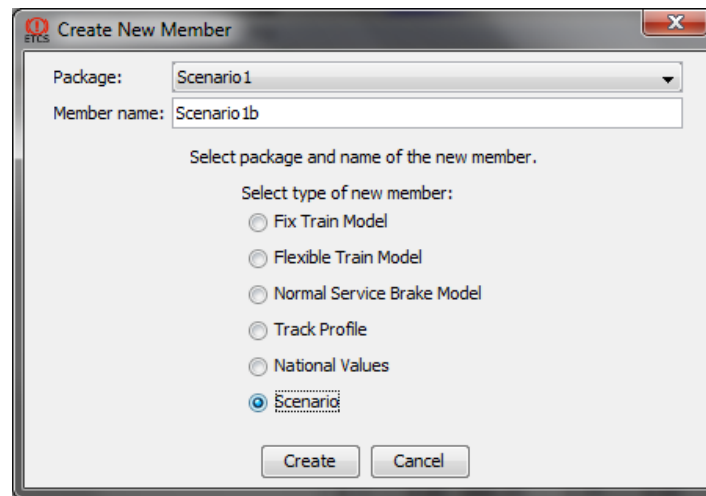 ETCS Create New Member
Package: Scenario1
Member name: Scenario1b
Select package and name of the new member.
Select type of new member:
Fix Train Model
Flexible Train Model
Normal Service Brake Model
Track Profile
National Values
Scenario
Create Cancel